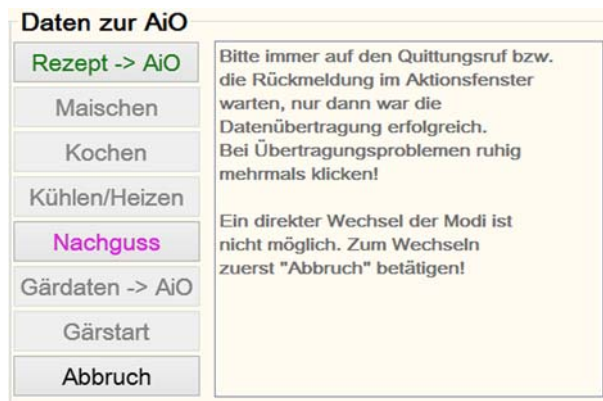 Daten zur AiO
Rezept -> AiO
Maischen
Kochen
Kühlen/Heizen
Nachguss
Gärdaten -> AiO
Gärstart
Abbruch
Bitte immer auf den Quittungsruf bzw.
die Rückmeldung im Aktionsfenster
warten, nur dann war die
Datenübertragung erfolgreich.
Bei Übertragungsproblemen ruhig
mehrmals klicken!
Ein direkter Wechsel der Modi ist
nicht möglich. Zum Wechseln
zuerst "Abbruch" betätigen!